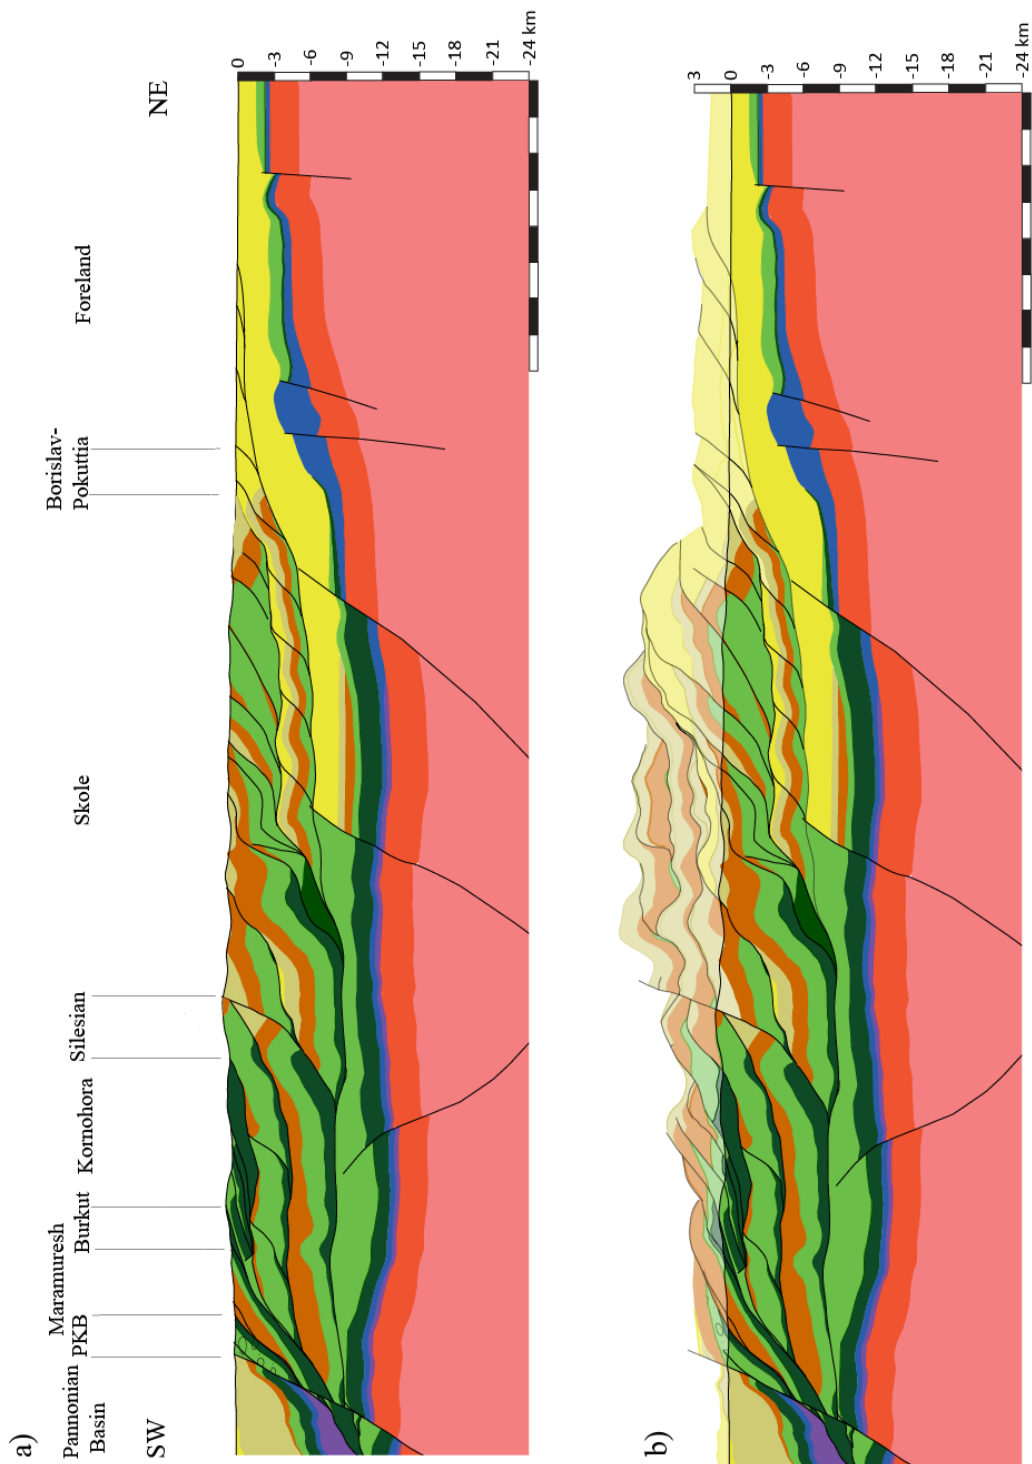 a)
Pannonian
Basin
PKB
Maramuresh
Burkut
Kornohora
Silesian
Skole
Borislav-
Pokuttia
Foreland
SW
NE
0
-3
-6
-9
-12
-15
-18
-21
-24 km
b)
3
0
-3
-6
-9
-12
-15
-18
-21
-24 km